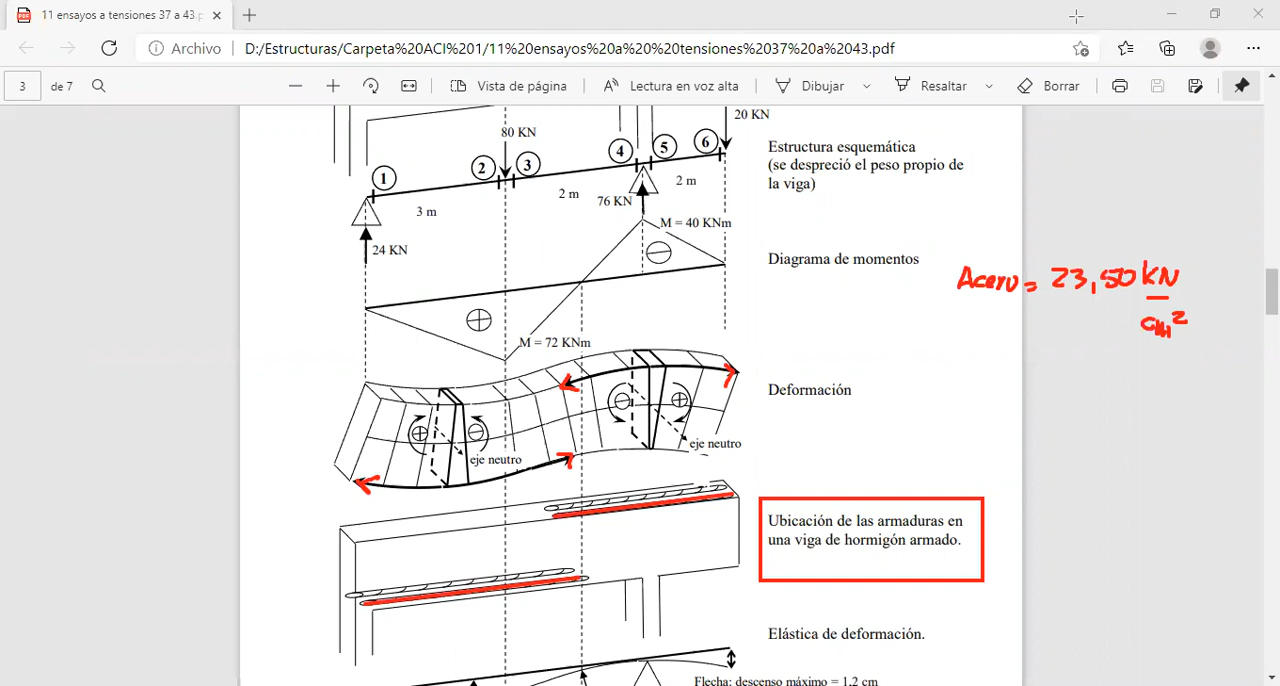 11 ensayos a tensiones 37 a 43.p
Archivo
D:/Estructuras/Carpeta%20ACI%201/11%20ensayos%20a%20%20tensiones%2037%20a%2043.pdf
3
de 7
Vista de página
Lectura en voz alta
Dibujar
Resaltar
Borrar
20 KN
80 KN
1
2
3
4
5
6
Estructura esquemática
(se despreció el peso propio de
la viga)
3 m
2 m
2 m
76 KN
24 KN
M = 40 KNm
Diagrama de momentos
Acero = 23,50 kN
cm²
M = 72 KNm
Deformación
eje neutro
eje neutro
Ubicación de las armaduras en
una viga de hormigón armado.
Elástica de deformación.
Flecha: descenso máximo = 1,2 cm